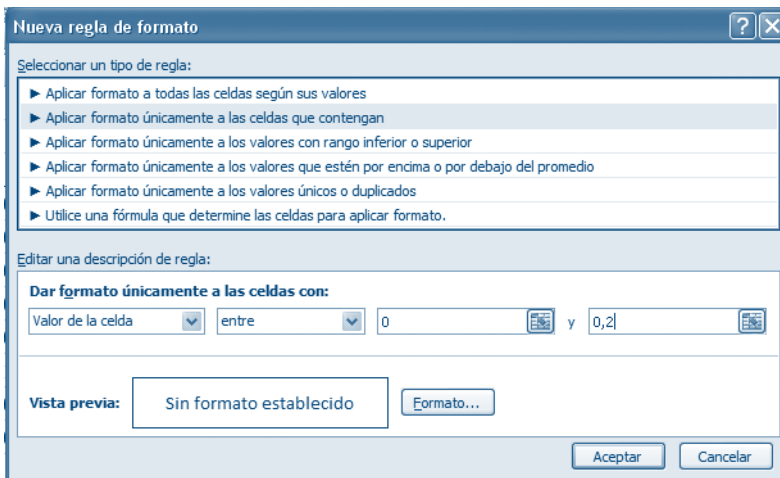 Nueva regla de formato
Seleccionar un tipo de regla:
► Aplicar formato a todas las celdas según sus valores
► Aplicar formato únicamente a las celdas que contengan
► Aplicar formato únicamente a los valores con rango inferior o superior
► Aplicar formato únicamente a los valores que estén por encima o por debajo del promedio
► Aplicar formato únicamente a los valores únicos o duplicados
► Utilice una fórmula que determine las celdas para aplicar formato.
Editar una descripción de regla:
Dar formato únicamente a las celdas con:
Valor de la celda entre 0 y 0,2
Vista previa: Sin formato establecido Formato...
Aceptar Cancelar